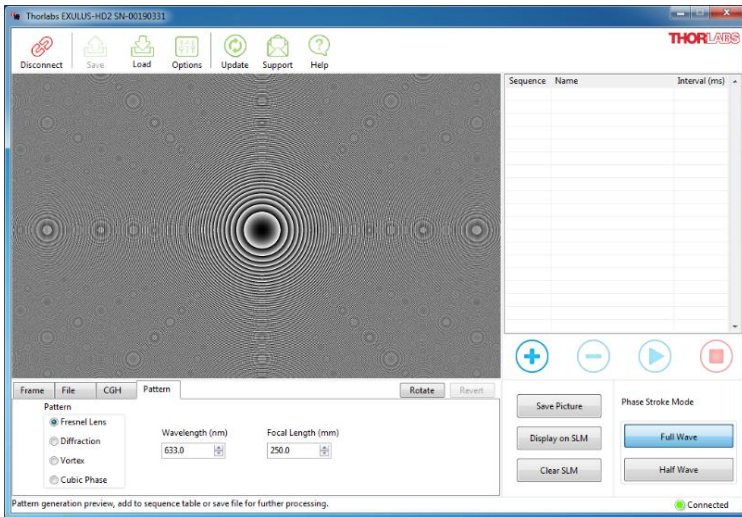 Thorlabs EXULUS-HD2 SN-00190331
THORLABS
Disconnect Save Load Options Update Support Help
Sequence Name Interval (ms)
Frame File CGH Pattern Rotate Revert
Pattern
Fresnel Lens
Diffraction
Vortex
Cubic Phase
Wavelength (nm) Focal Length (mm)
633.0 250.0
Save Picture
Display on SLM
Clear SLM
Phase Stroke Mode
Full Wave
Half Wave
Pattern generation preview, add to sequence table or save file for further processing.
Connected